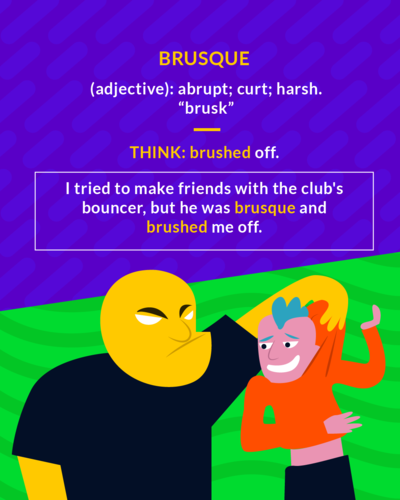 BRUSQUE
(adjective): abrupt; curt; harsh.
“brusk”
THINK: brushed off.
I tried to make friends with the club's
bouncer, but he was brusque and
brushed me off.